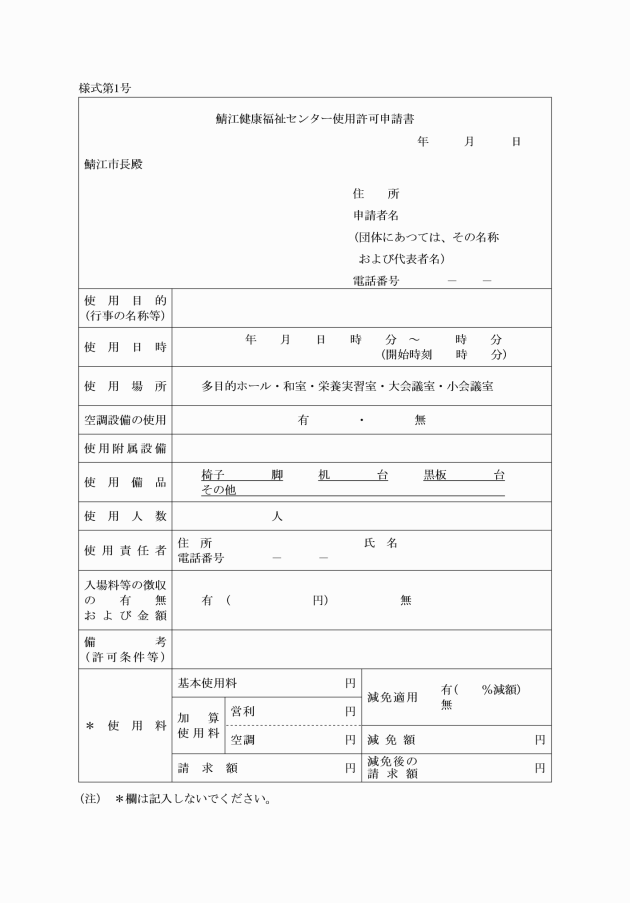 様式第1号
鯖江健康福祉センター使用許可申請書
年　　月　　日
鯖江市長殿
住　所
申請者名
(団体にあつては、その名称
および代表者名)
電話番号　　　－　　－
使用目的
(行事の名称等)
使用日時
年　月　日　時　分　～　　時　分
(開始時刻　時　分)
使用場所
多目的ホール・和室・栄養実習室・大会議室・小会議室
空調設備の使用
有　　・　　無
使用附属設備
使用備品
椅子　　脚　　机　　台　　黒板　　台
その他
使用人数
人
使用責任者
住　所　　　　　　氏　名
電話番号　　　－　　－
入場料等の徴収
の有無
および金額
有　(　　　円)　　　無
備考
(許可条件等)
＊使用料
基本使用料　　円
加算
使用料
営利　　円
空調　　円
請求額　　円
減免適用
有(　　％減額)
無
減免額　　円
減免後の
請求額　　円
(注)　＊欄は記入しないでください。